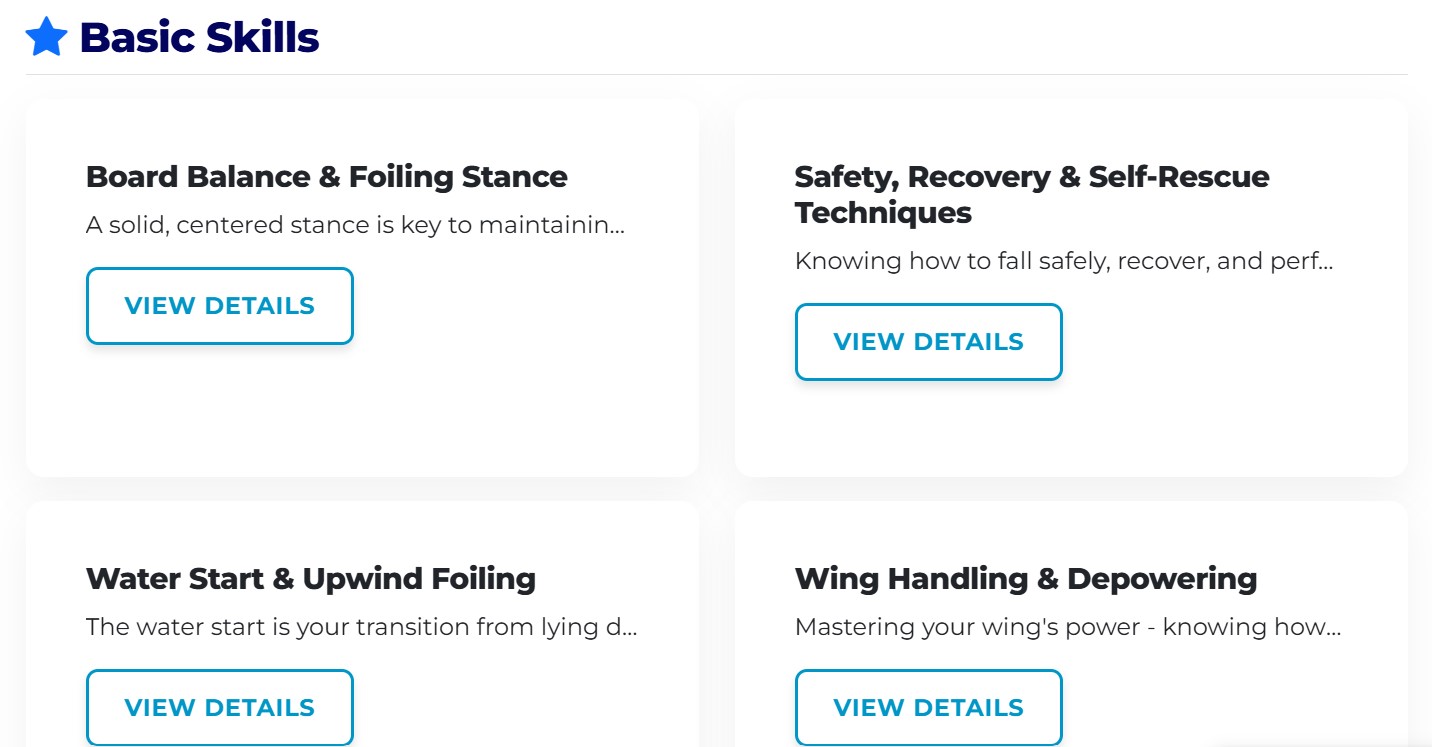 Basic Skills
Board Balance & Foiling Stance
A solid, centered stance is key to maintainin...
VIEW DETAILS
Safety, Recovery & Self-Rescue
Techniques
Knowing how to fall safely, recover, and perf...
VIEW DETAILS
Water Start & Upwind Foiling
The water start is your transition from lying d...
VIEW DETAILS
Wing Handling & Depowering
Mastering your wing's power - knowing how...
VIEW DETAILS